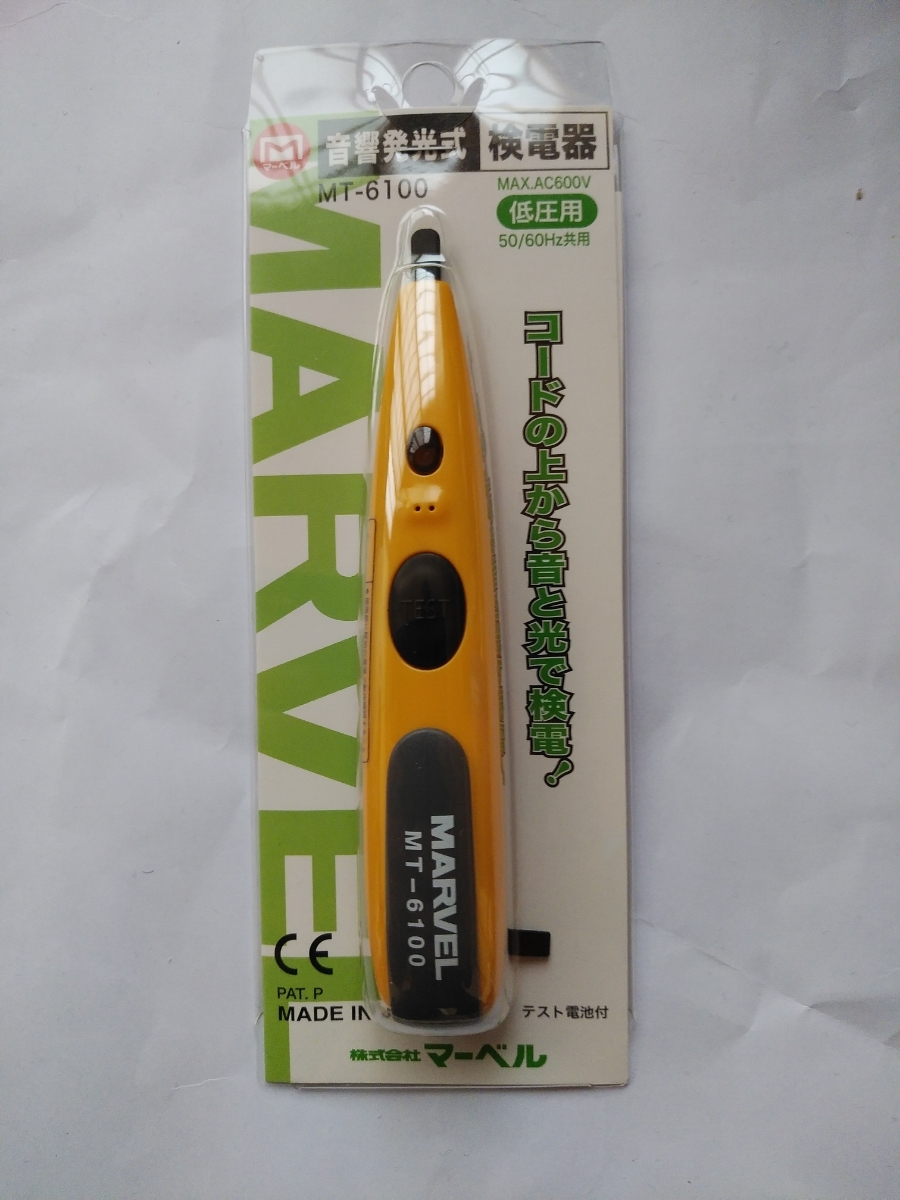 マーベル
音響発光式 検電器
MT-6100
MAX.AC600V
低圧用
50/60Hz共用
コードの上から音と光で検電！
MARVEL
TEST
MARVEL
MT-6100
CE
PAT. P
MADE IN
テスト電池付
株式会社 マーベル